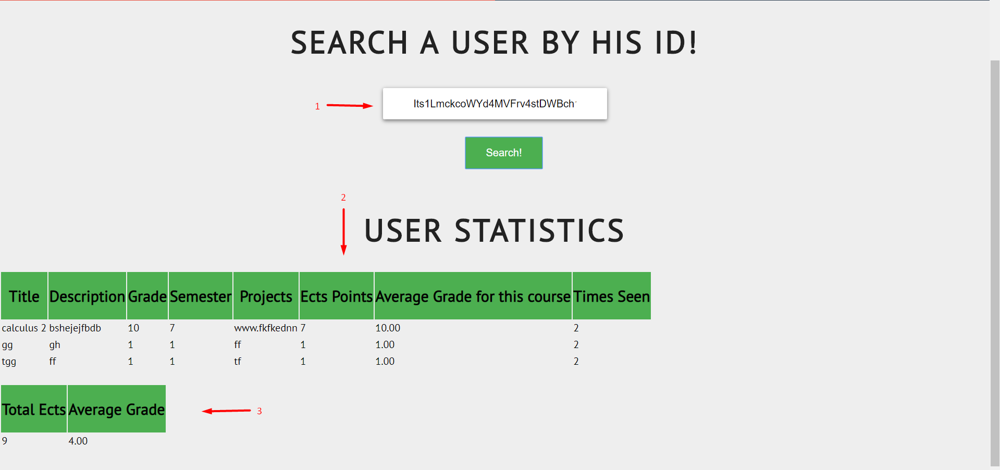 SEARCH A USER BY HIS ID!
1
Its1LmckcoWYd4MVFrv4stDWBch
Search!
2
USER STATISTICS
Title Description Grade Semester Projects Ects Points Average Grade for this course Times Seen
calculus 2 bshejejfbdb 10 7 www.fkfkednn 7 10.00 2
gg gh 1 1 ff 1 1.00 2
tgg ff 1 1 tf 1 1.00 2
Total Ects Average Grade
3
9 4.00